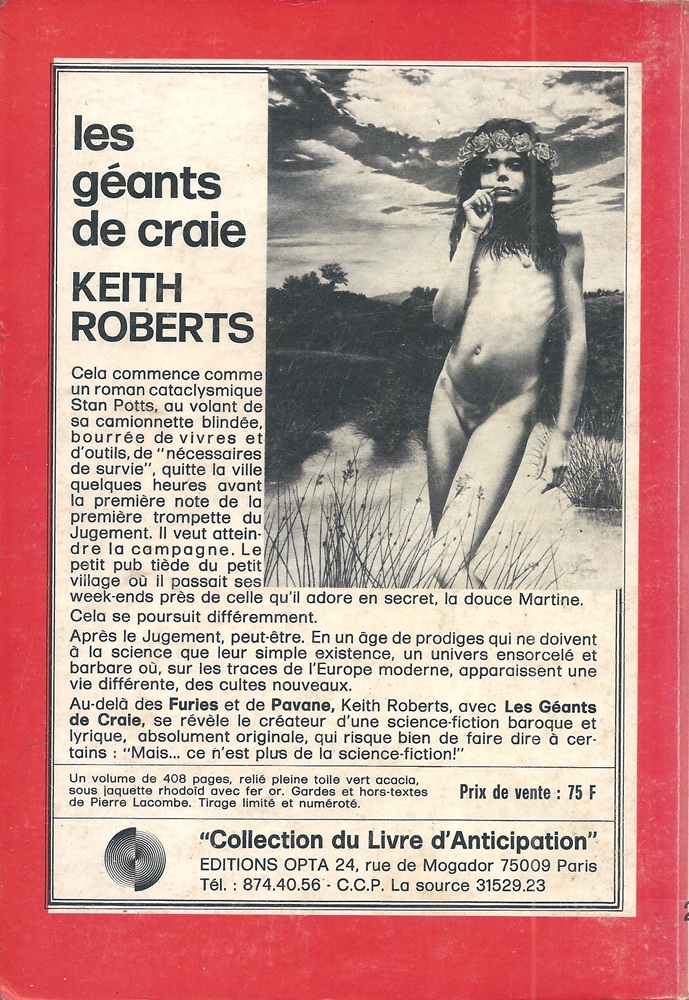 les
géants
de craie
KEITH
ROBERTS
Cela commence comme
un roman cataclysmique
Stan Potts, au volant de
sa camionnette blindée,
bourrée de vivres et
d'outils, de "nécessaires
de survie", quitte la ville
quelques heures avant
la première note de la
première trompette du
Jugement. Il veut attein-
dre la campagne. Le
petit pub tiède du petit
village où il passait ses
week-ends près de celle qu'il adore en secret, la douce Martine.
Cela se poursuit différemment.
Après le Jugement, peut-être. En un âge de prodiges qui ne doivent
à la science que leur simple existence, un univers ensorcelé et
barbare où, sur les traces de l'Europe moderne, apparaissent une
vie différente, des cultes nouveaux.
Au-delà des Furies et de Pavane, Keith Roberts, avec Les Géants
de Craie, se révèle le créateur d'une science-fiction baroque et
lyrique, absolument originale, qui risque bien de faire dire à cer-
tains : "Mais... ce n'est plus de la science-fiction!"
Un volume de 408 pages, relié pleine toile vert acacia,
sous jaquette rhodoïd avec fer or. Gardes et hors-textes
de Pierre Lacombe. Tirage limité et numéroté.
Prix de vente : 75 F
"Collection du Livre d'Anticipation"
EDITIONS OPTA 24, rue de Mogador 75009 Paris
Tél. : 874.40.56 - C.C.P. La source 31529.23